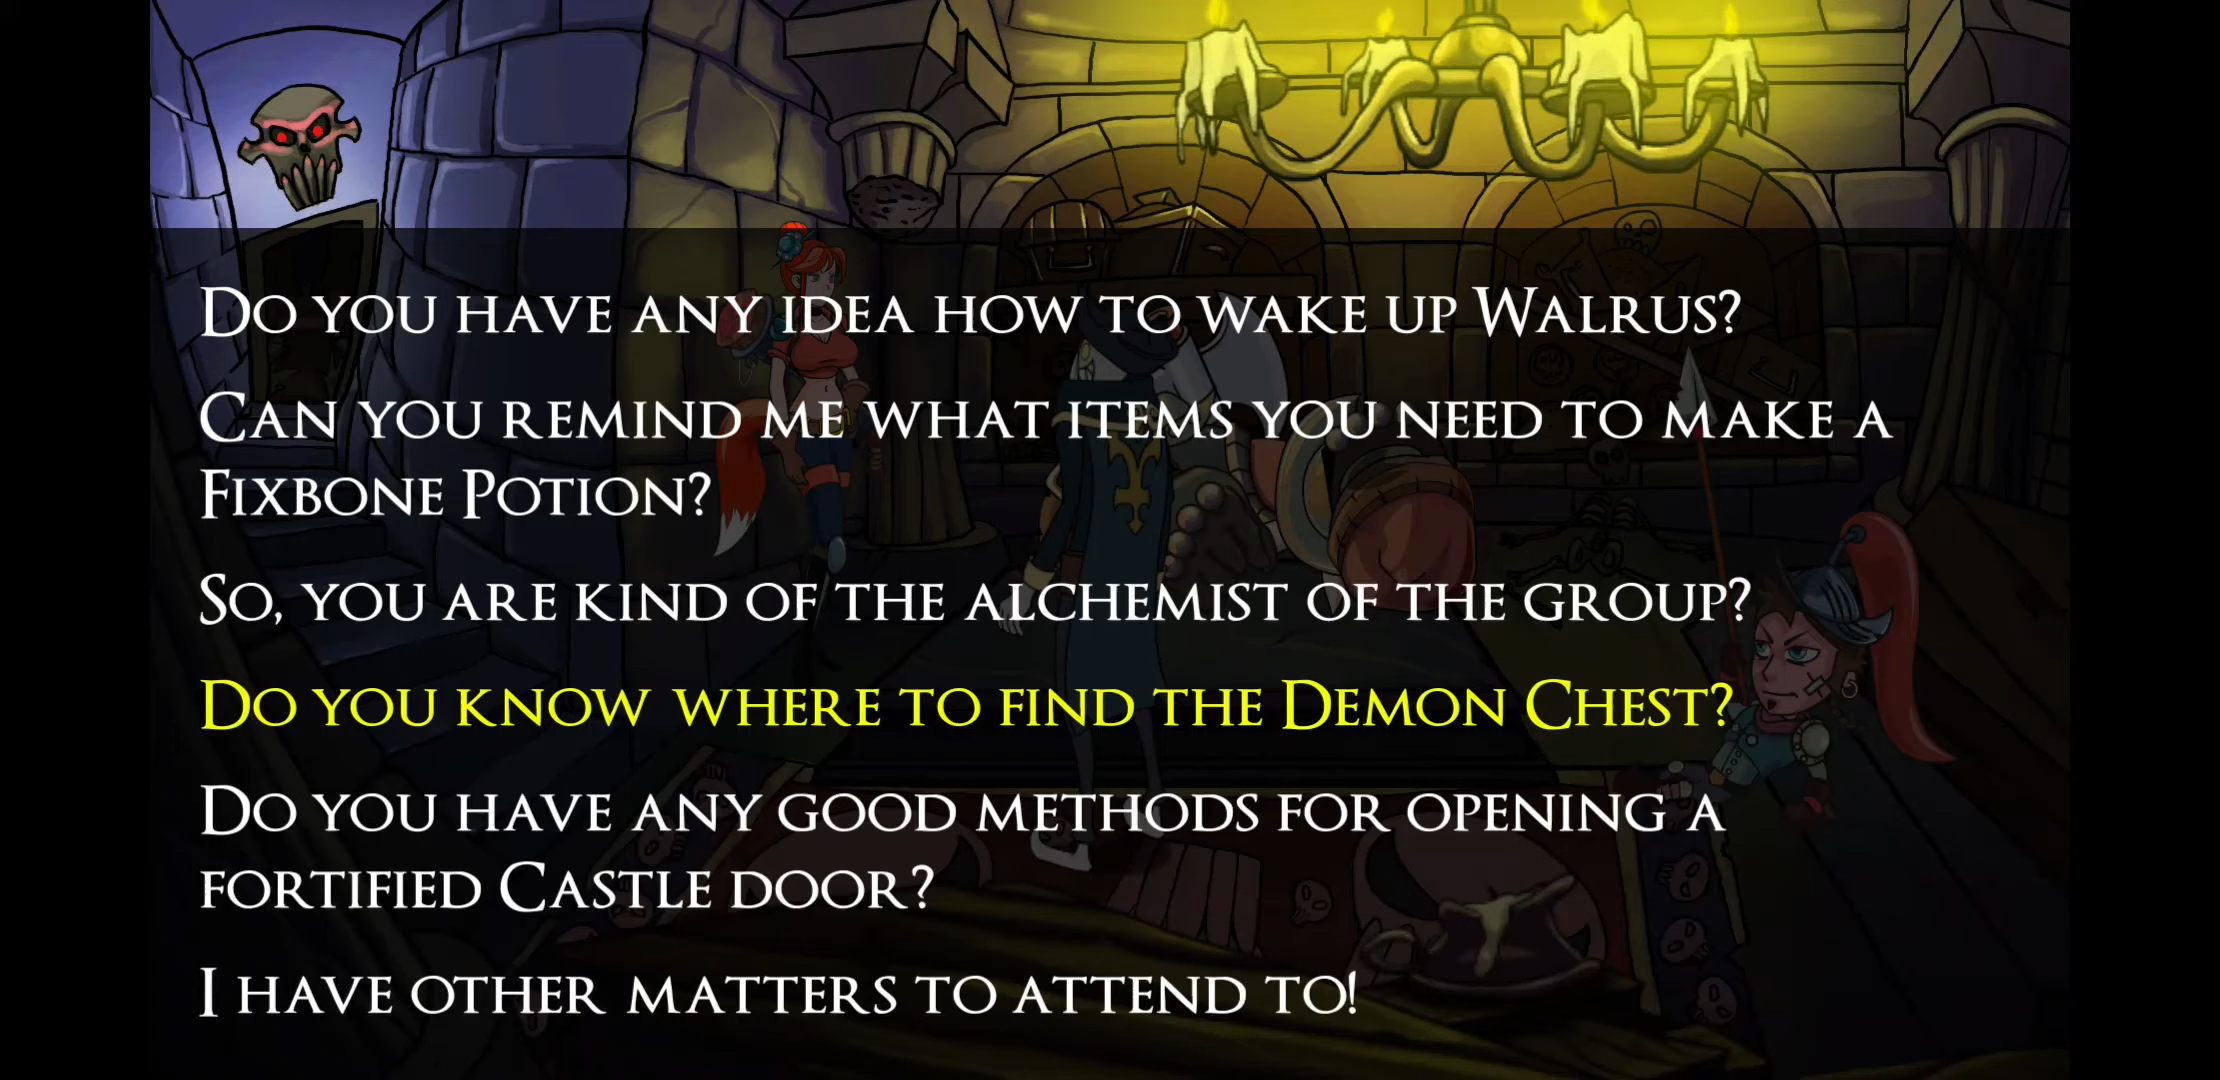 Do you have any idea how to wake up Walrus?
Can you remind me what items you need to make a
Fixbone Potion?
So, you are kind of the alchemist of the group?
Do you know where to find the Demon Chest?
Do you have any good methods for opening a
fortified Castle door?
I have other matters to attend to!